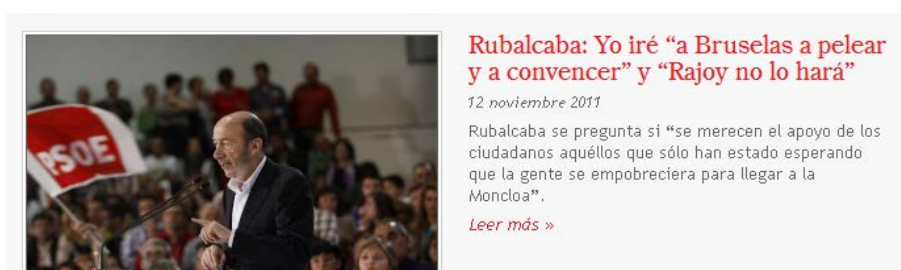 PSOE
Rubalcaba: Yo iré “a Bruselas a pelear
y a convencer” y “Rajoy no lo hará”
12 noviembre 2011
Rubalcaba se pregunta si “se merecen el apoyo de los
ciudadanos aquéllos que sólo han estado esperando
que la gente se empobreciera para llegar a la
Moncloa”.
Leer más »